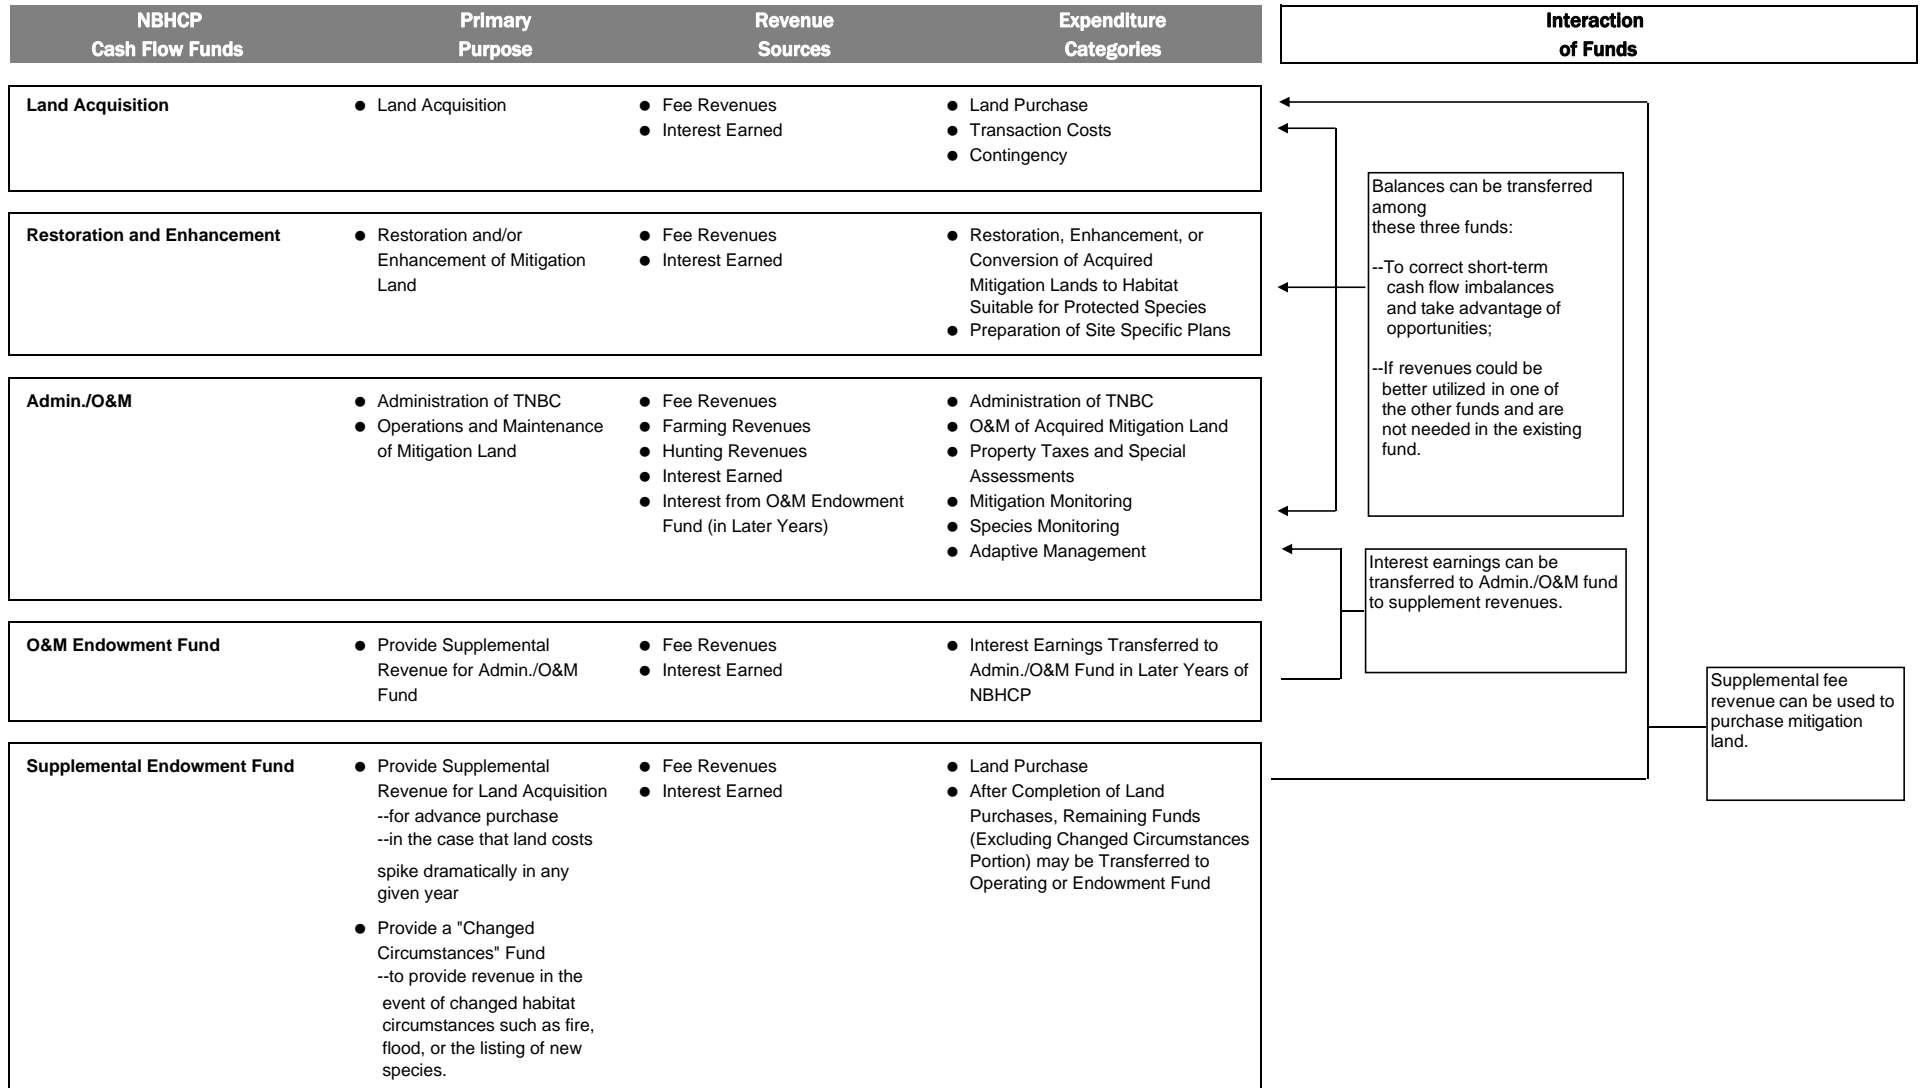 NBHCP
Cash Flow Funds
Primary
Purpose
Revenue
Sources
Expenditure
Categories
Interaction
of Funds
Land Acquisition
● Land Acquisition
● Fee Revenues
● Interest Earned
● Land Purchase
● Transaction Costs
● Contingency
Restoration and Enhancement
● Restoration and/or
Enhancement of Mitigation
Land
● Fee Revenues
● Interest Earned
● Restoration, Enhancement, or
Conversion of Acquired
Mitigation Lands to Habitat
Suitable for Protected Species
● Preparation of Site Specific Plans
Admin./O&M
● Administration of TNBC
● Operations and Maintenance
of Mitigation Land
● Fee Revenues
● Farming Revenues
● Hunting Revenues
● Interest Earned
● Interest from O&M Endowment
Fund (in Later Years)
● Administration of TNBC
● O&M of Acquired Mitigation Land
● Property Taxes and Special
Assessments
● Mitigation Monitoring
● Species Monitoring
● Adaptive Management
O&M Endowment Fund
● Provide Supplemental
Revenue for Admin./O&M
Fund
● Fee Revenues
● Interest Earned
● Interest Earnings Transferred to
Admin./O&M Fund in Later Years of
NBHCP
Supplemental Endowment Fund
● Provide Supplemental
Revenue for Land Acquisition
--for advance purchase
--in the case that land costs
spike dramatically in any
given year
● Provide a "Changed
Circumstances" Fund
--to provide revenue in the
event of changed habitat
circumstances such as fire,
flood, or the listing of new
species.
● Fee Revenues
● Interest Earned
● Land Purchase
● After Completion of Land
Purchases, Remaining Funds
(Excluding Changed Circumstances
Portion) may be Transferred to
Operating or Endowment Fund
Balances can be transferred
among
these three funds:
--To correct short-term
cash flow imbalances
and take advantage of
opportunities;
--If revenues could be
better utilized in one of
the other funds and are
not needed in the existing
fund.
Interest earnings can be
transferred to Admin./O&M fund
to supplement revenues.
Supplemental fee
revenue can be used to
purchase mitigation
land.